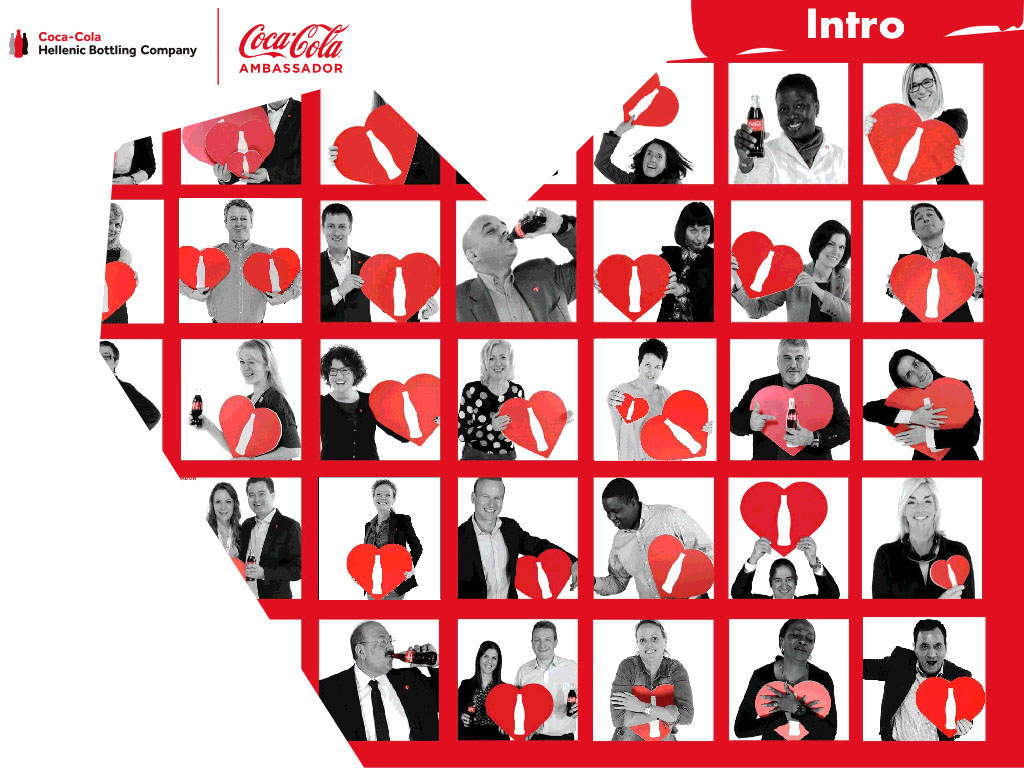 Coca-Cola
Hellenic Bottling Company
Coca-Cola
AMBASSADOR
Intro